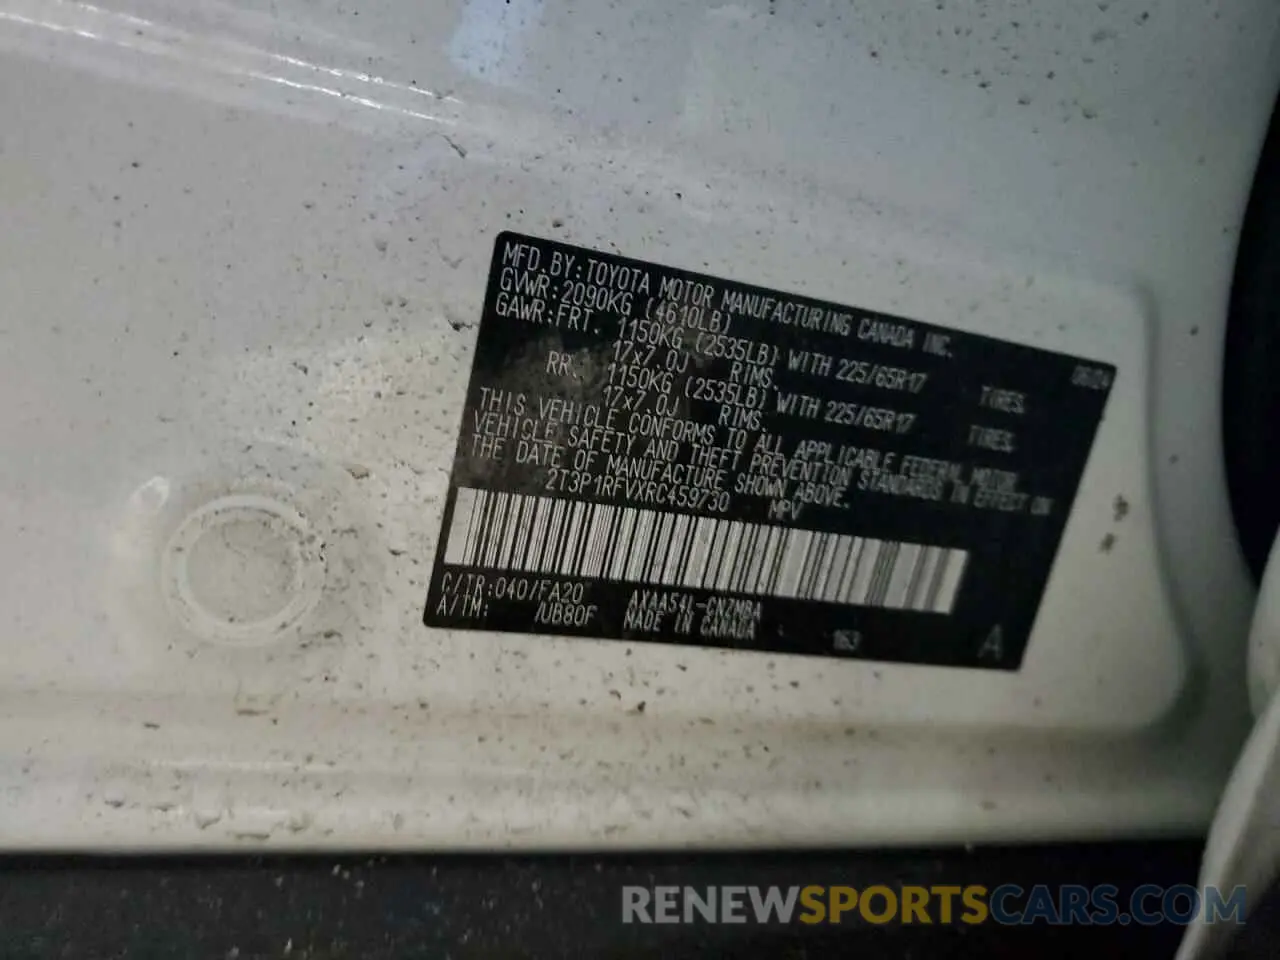 MFD. BY: TOYOTA MOTOR MANUFACTURING CANADA INC.
GVWR: 2090KG (4610LB)
GAWR: FRT. 1150KG (2535LB) WITH 225/65R17 TIRES.
17x7.0J RIMS.
RR. 1150KG (2535LB) WITH 225/65R17 TIRES.
17x7.0J RIMS.
THIS VEHICLE CONFORMS TO ALL APPLICABLE FEDERAL MOTOR
VEHICLE SAFETY AND THEFT PREVENTION STANDARDS IN EFFECT ON
THE DATE OF MANUFACTURE SHOWN ABOVE.
2T3P1RFVXRC459730 MPV
C/TR: 040/FA20 AXAA54L-CNZMBA
A/TM: /UB80F MADE IN CANADA 163 A
RENEWSPORTSCARS.COM